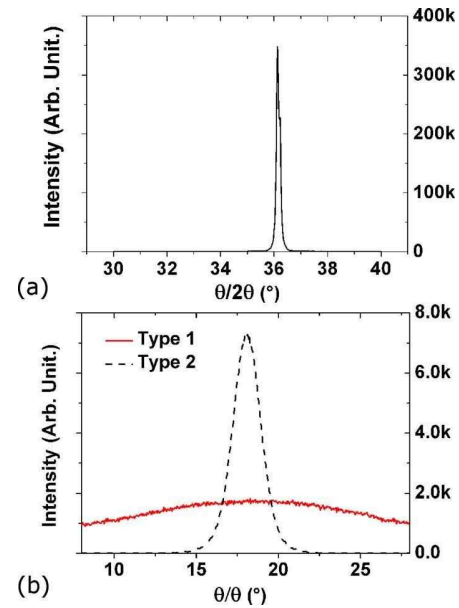 400k
300k
200k
100k
0
Intensity (Arb. Unit.)
30 32 34 36 38 40
(a)
θ/2θ (°)
Type 1
Type 2
8.0k
6.0k
4.0k
2.0k
0.0
Intensity (Arb. Unit.)
10 15 20 25
(b)
θ/θ (°)